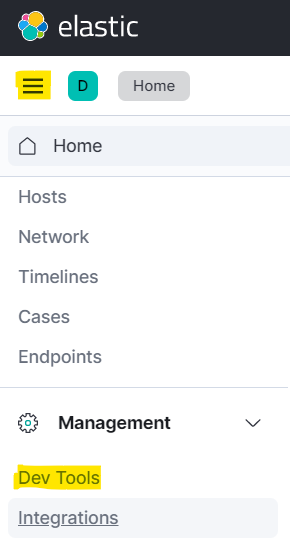 elastic
D Home
Home
Hosts
Network
Timelines
Cases
Endpoints
Management
Dev Tools
Integrations